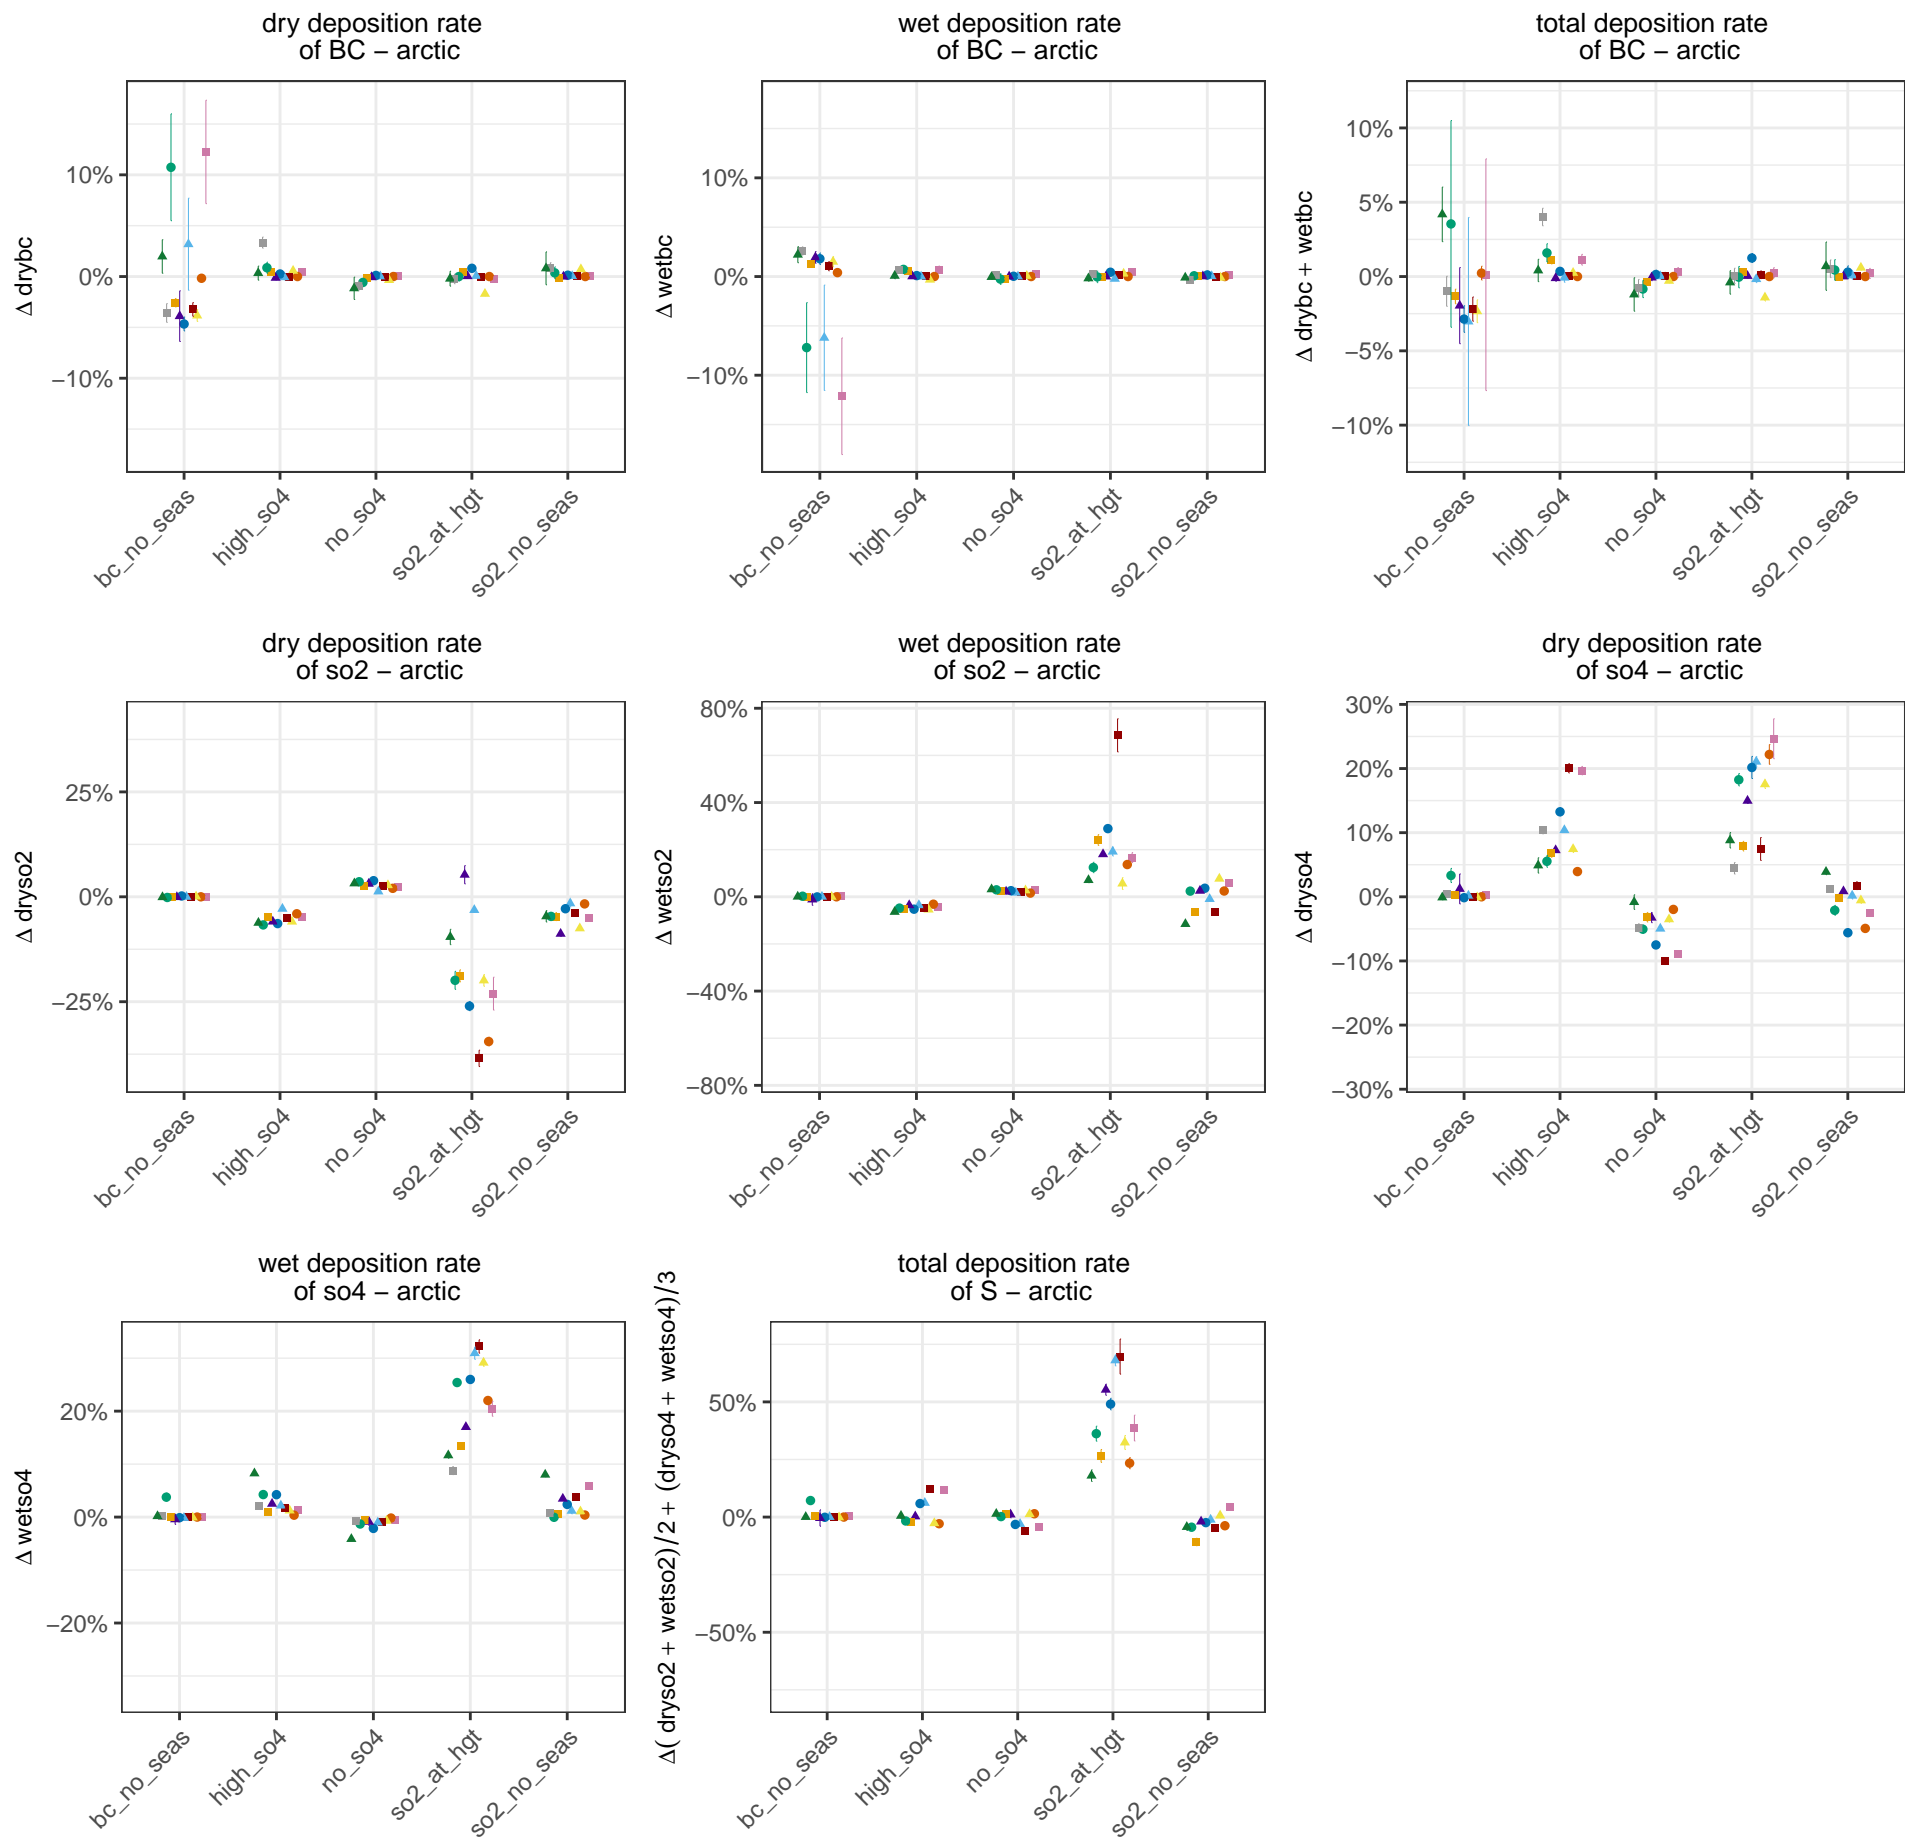 dry deposition rate
of BC − arctic
Δ drybc
10%
0%
−10%
bc_no_seas
high_so4
no_so4
so2_at_hgt
so2_no_seas
wet deposition rate
of BC − arctic
Δ wetbc
10%
0%
−10%
bc_no_seas
high_so4
no_so4
so2_at_hgt
so2_no_seas
total deposition rate
of BC − arctic
Δ drybc + wetbc
10%
5%
0%
−5%
−10%
bc_no_seas
high_so4
no_so4
so2_at_hgt
so2_no_seas
dry deposition rate
of so2 − arctic
Δ dryso2
25%
0%
−25%
bc_no_seas
high_so4
no_so4
so2_at_hgt
so2_no_seas
wet deposition rate
of so2 − arctic
Δ wetso2
80%
40%
0%
−40%
−80%
bc_no_seas
high_so4
no_so4
so2_at_hgt
so2_no_seas
dry deposition rate
of so4 − arctic
Δ dryso4
30%
20%
10%
0%
−10%
−20%
−30%
bc_no_seas
high_so4
no_so4
so2_at_hgt
so2_no_seas
wet deposition rate
of so4 − arctic
Δ wetso4
20%
0%
−20%
bc_no_seas
high_so4
no_so4
so2_at_hgt
so2_no_seas
total deposition rate
of S − arctic
Δ( dryso2 + wetso2)/2 + (dryso4 + wetso4)/3
50%
0%
−50%
bc_no_seas
high_so4
no_so4
so2_at_hgt
so2_no_seas